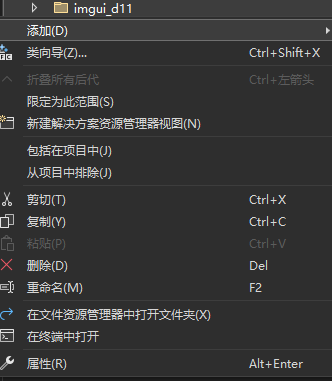 imgui_d11
添加(D)
类向导(Z)... Ctrl+Shift+X
折叠所有后代 Ctrl+左箭头
限定为此范围(S)
新建解决方案资源管理器视图(N)
包括在项目中(J)
从项目中排除(J)
剪切(T) Ctrl+X
复制(Y) Ctrl+C
粘贴(P) Ctrl+V
删除(D) Del
重命名(M) F2
在文件资源管理器中打开文件夹(X)
在终端中打开
属性(R) Alt+Enter